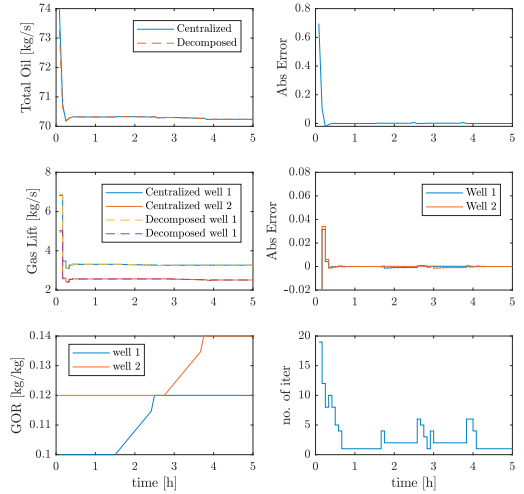 74
73
72
71
70
Total Oil [kg/s]
Centralized
Decomposed
0 1 2 3 4 5
0.8
0.6
0.4
0.2
0
Abs Error
0 1 2 3 4 5
8
6
4
2
Gas Lift [kg/s]
Centralized well 1
Centralized well 2
Decomposed well 1
Decomposed well 1
0 1 2 3 4 5
0.08
0.06
0.04
0.02
0
-0.02
Abs Error
Well 1
Well 2
0 1 2 3 4 5
0.14
0.13
0.12
0.11
0.1
GOR [kg/kg]
well 1
well 2
0 1 2 3 4 5
time [h]
20
15
10
5
0
no. of iter
0 1 2 3 4 5
time [h]